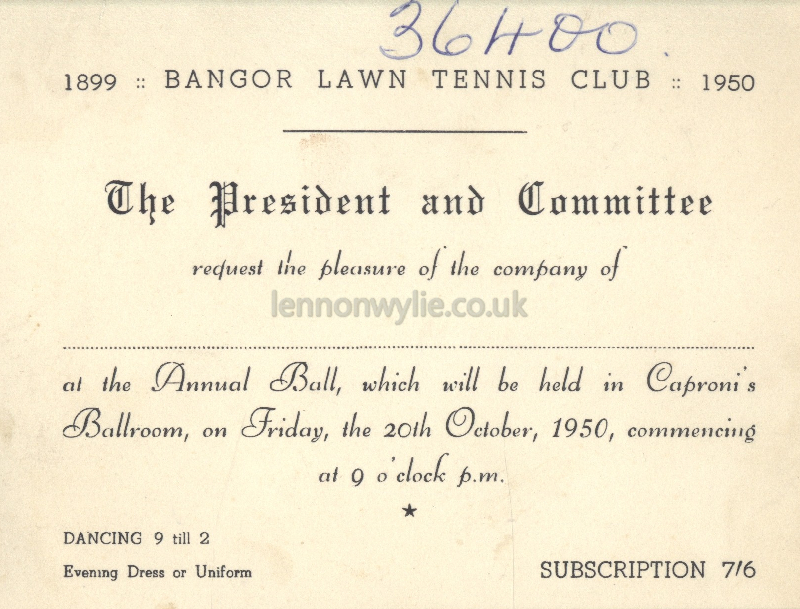 36400.
1899 :: BANGOR LAWN TENNIS CLUB :: 1950
The President and Committee
request the pleasure of the company of
lennonwylie.co.uk
at the Annual Ball, which will be held in Caproni's
Ballroom, on Friday, the 20th October, 1950, commencing
at 9 o'clock p.m.
DANCING 9 till 2
Evening Dress or Uniform
SUBSCRIPTION 7/6